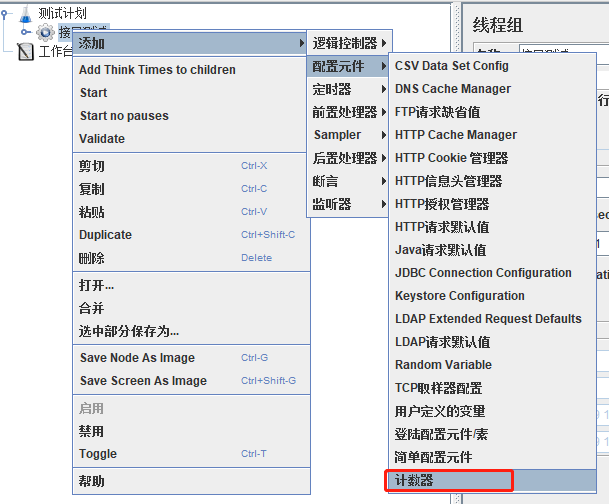 测试计划
接口测试
工作台
线程组
添加
Add Think Times to children
Start
Start no pauses
Validate
剪切 Ctrl-X
复制 Ctrl-C
粘贴 Ctrl-V
Duplicate Ctrl+Shift-C
删除 Delete
打开...
合并
选中部分保存为...
Save Node As Image Ctrl-G
Save Screen As Image Ctrl+Shift-G
启用
禁用
Toggle Ctrl-T
帮助
逻辑控制器
配置元件
定时器
前置处理器
Sampler
后置处理器
断言
监听器
CSV Data Set Config
DNS Cache Manager
FTP请求缺省值
HTTP Cache Manager
HTTP Cookie 管理器
HTTP信息头管理器
HTTP授权管理器
HTTP请求默认值
Java请求默认值
JDBC Connection Configuration
Keystore Configuration
LDAP Extended Request Defaults
LDAP请求默认值
Random Variable
TCP取样器配置
用户定义的变量
登陆配置元件/素
简单配置元件
计数器